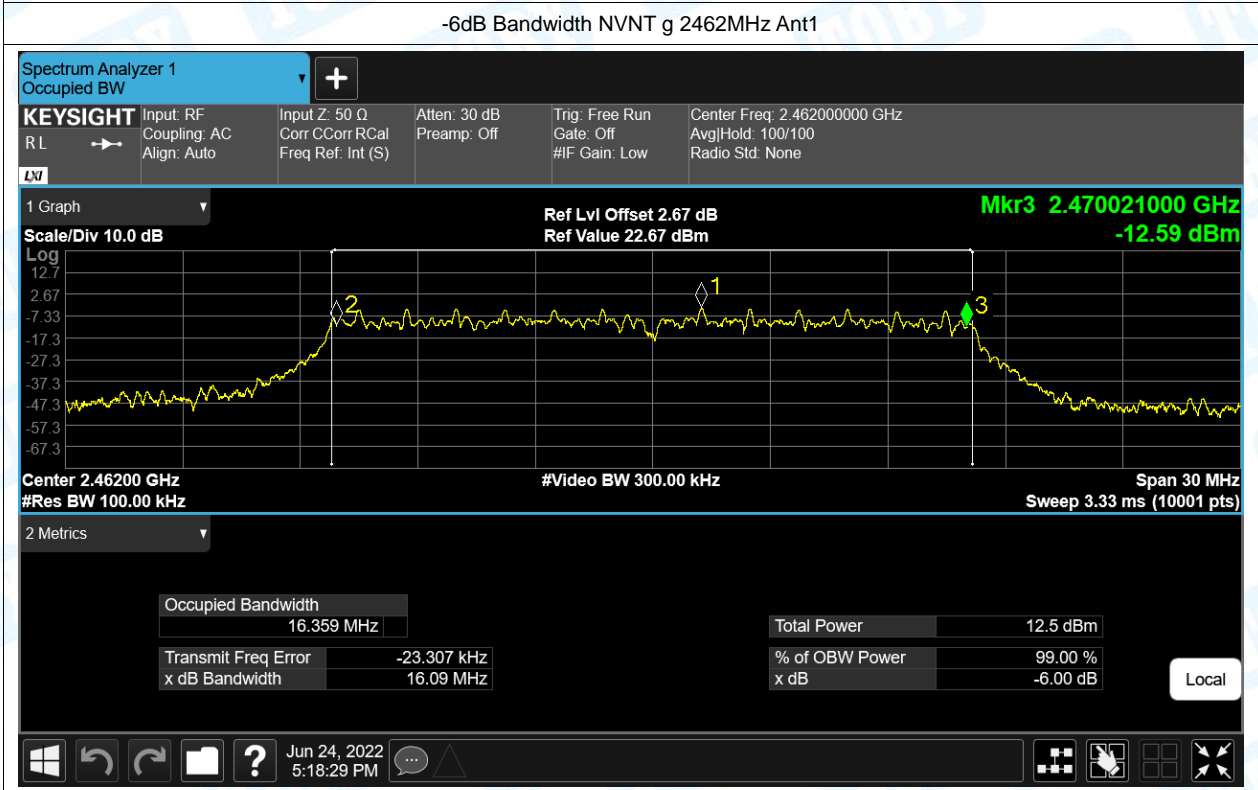 -6dB Bandwidth NVNT g 2462MHz Ant1
Spectrum Analyzer 1
Occupied BW
KEYSIGHT
R L
LXI
Input: RF
Coupling: AC
Align: Auto
Input Z: 50 Ω
Corr CCorr RCal
Freq Ref: Int (S)
Atten: 30 dB
Preamp: Off
Trig: Free Run
Gate: Off
#IF Gain: Low
Center Freq: 2.462000000 GHz
Avg|Hold: 100/100
Radio Std: None
1 Graph
Scale/Div 10.0 dB
Ref Lvl Offset 2.67 dB
Ref Value 22.67 dBm
Mkr3 2.470021000 GHz
-12.59 dBm
Log
12.7
2.67
-7.33
-17.3
-27.3
-37.3
-47.3
-57.3
-67.3
2
1
3
Center 2.46200 GHz
#Res BW 100.00 kHz
#Video BW 300.00 kHz
Span 30 MHz
Sweep 3.33 ms (10001 pts)
2 Metrics
Occupied Bandwidth
16.359 MHz
Transmit Freq Error -23.307 kHz
x dB Bandwidth 16.09 MHz
Total Power 12.5 dBm
% of OBW Power 99.00 %
x dB -6.00 dB
Local
?
Jun 24, 2022
5:18:29 PM